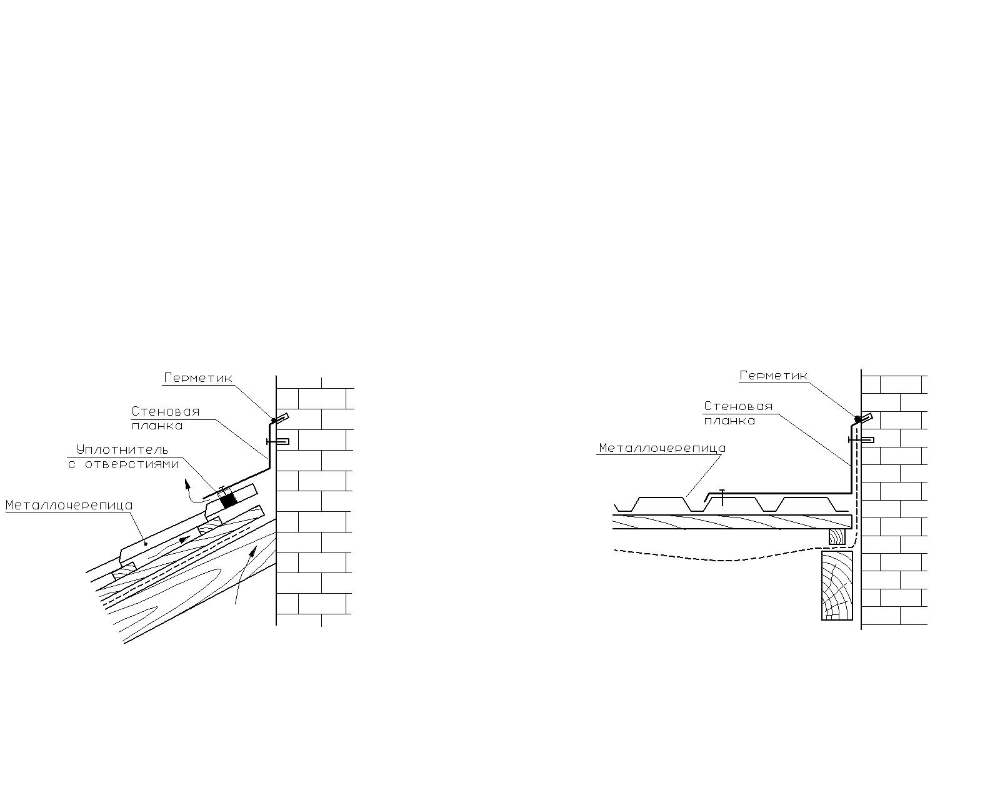 Герметик
Стеновая
планка
Уплотнитель
с отверстиями
Металлочерепица
Герметик
Стеновая
планка
Металлочерепица